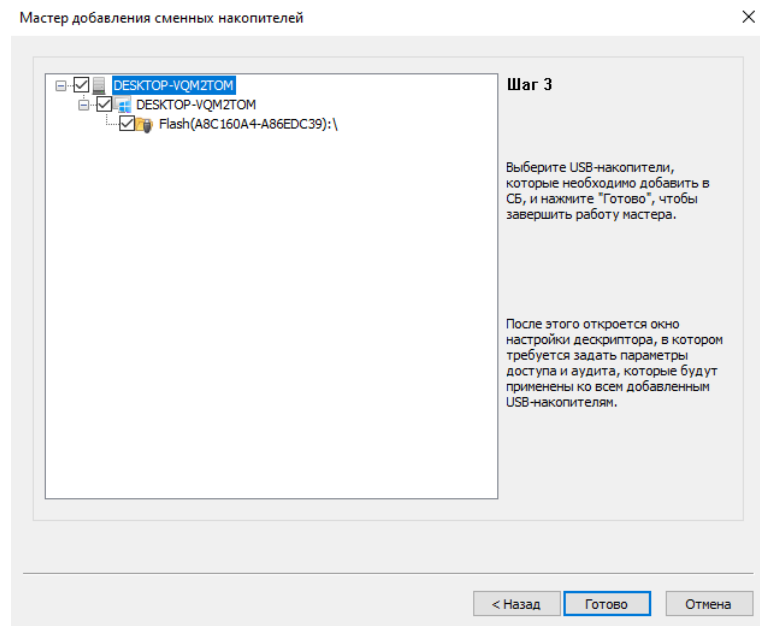 Мастер добавления сменных накопителей
DESKTOP-VQM2TOM
DESKTOP-VQM2TOM
Flash(A8C160A4-A86EDC39):\
Шаг 3
Выберите USB-накопители,
которые необходимо добавить в
СБ, и нажмите "Готово", чтобы
завершить работу мастера.
После этого откроется окно
настройки дескриптора, в котором
требуется задать параметры
доступа и аудита, которые будут
применены ко всем добавленным
USB-накопителям.
< Назад
Готово
Отмена